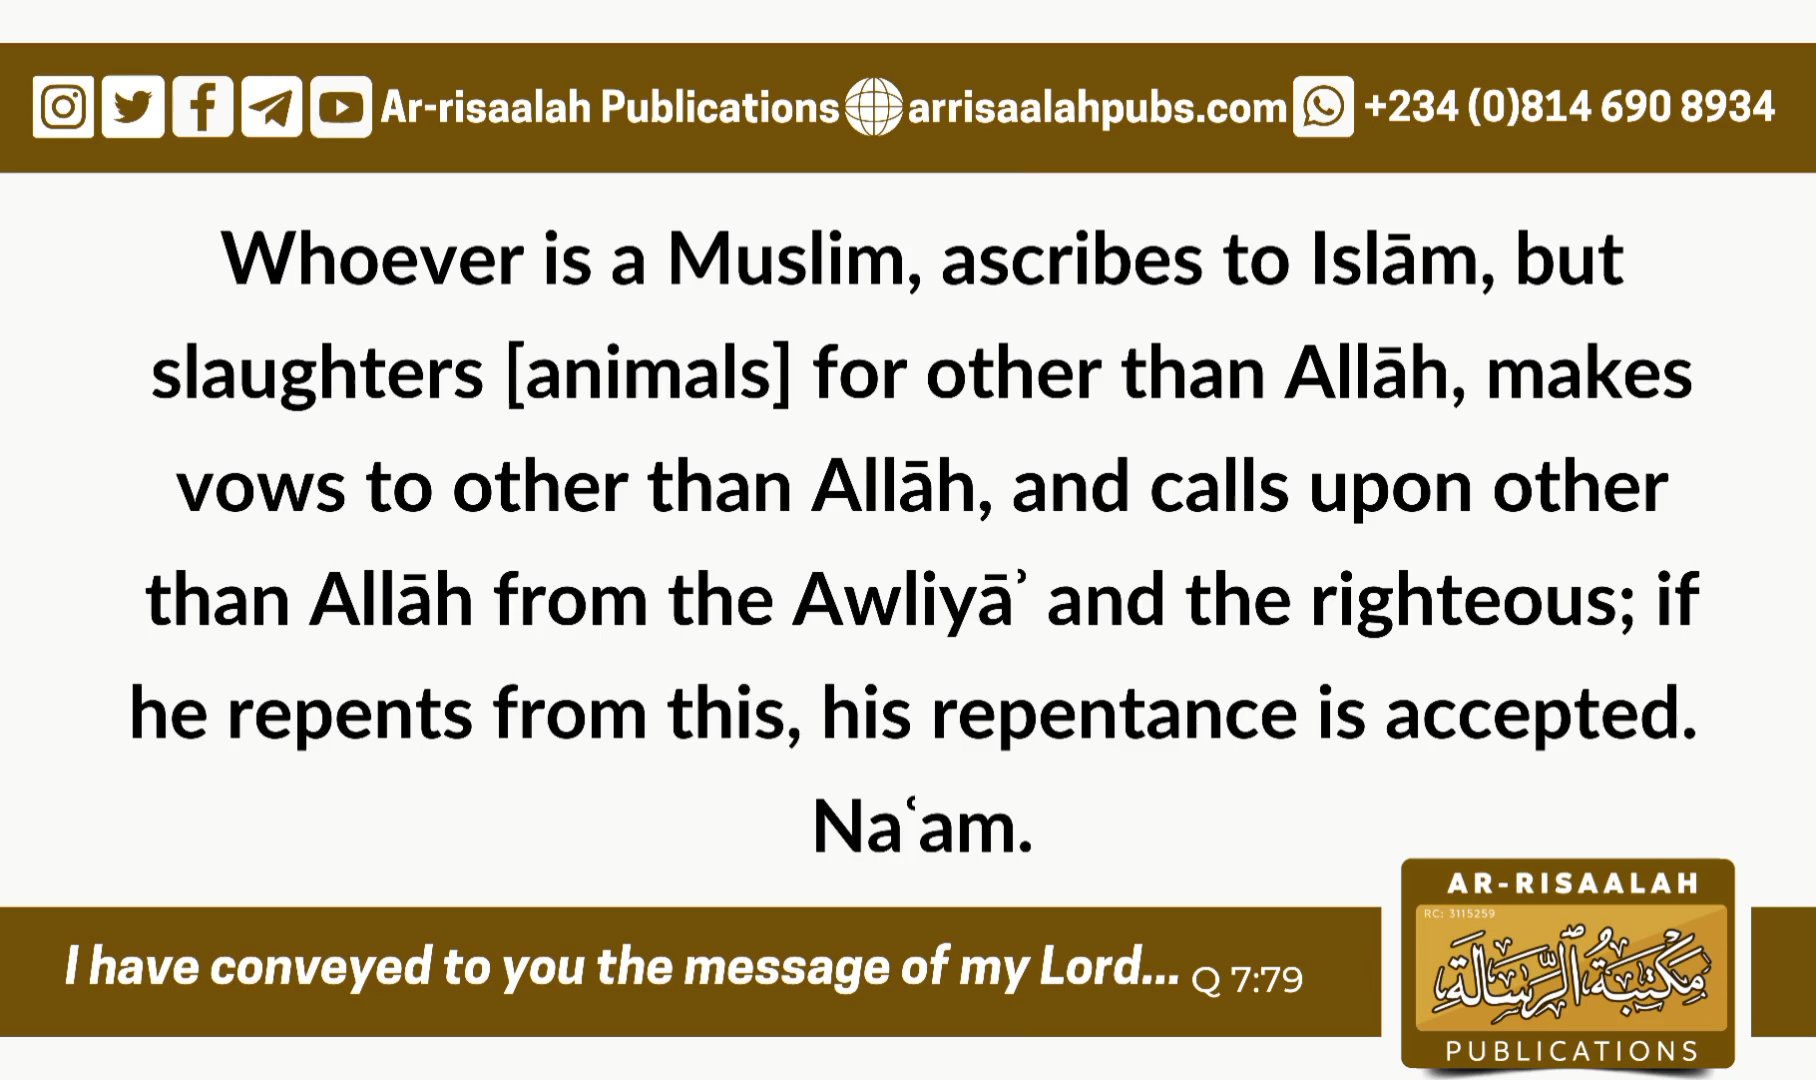 Ar-risaalah Publications arrisaalahpubs.com +234 (0)814 690 8934
Whoever is a Muslim, ascribes to Islām, but
slaughters [animals] for other than Allāh, makes
vows to other than Allāh, and calls upon other
than Allāh from the Awliyāʾ and the righteous; if
he repents from this, his repentance is accepted.
Naʿam.
I have conveyed to you the message of my Lord... Q 7:79
AR-RISAALAH
RC: 3115259
مكتبة الرسالة
PUBLICATIONS